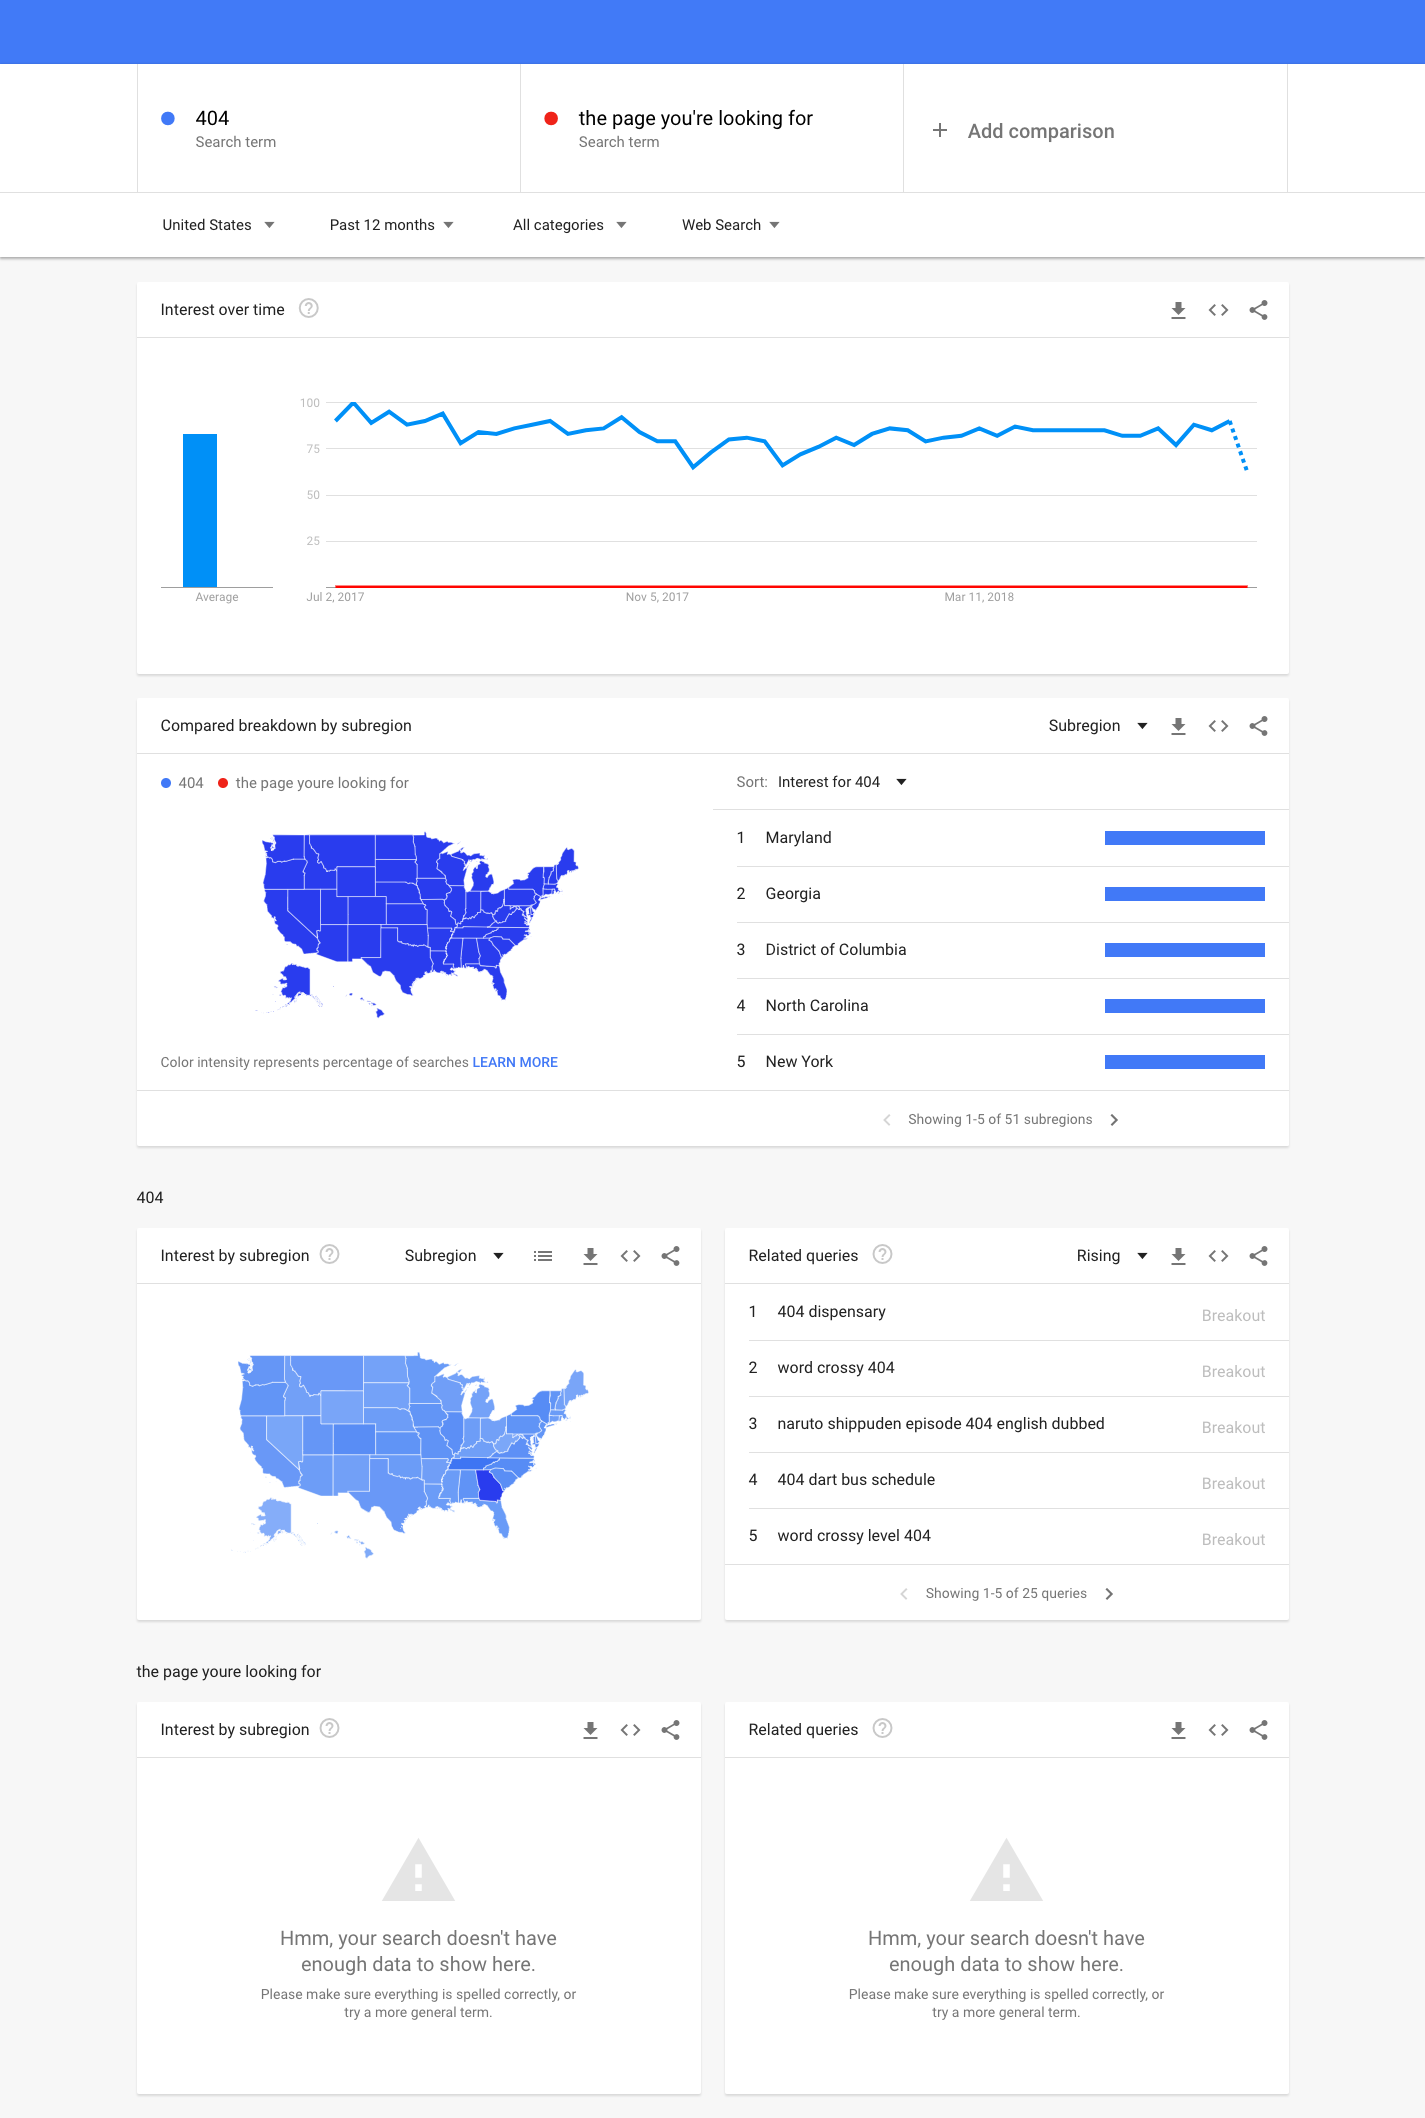 404
Search term
the page you're looking for
Search term
Add comparison
United States
Past 12 months
All categories
Web Search
Interest over time
100
75
50
25
Average
Jul 2, 2017
Nov 5, 2017
Mar 11, 2018
Compared breakdown by subregion
Subregion
404
the page youre looking for
Sort: Interest for 404
1 Maryland
2 Georgia
3 District of Columbia
4 North Carolina
5 New York
Color intensity represents percentage of searches LEARN MORE
Showing 1-5 of 51 subregions
404
Interest by subregion
Subregion
Related queries
Rising
1 404 dispensary Breakout
2 word crossy 404 Breakout
3 naruto shippuden episode 404 english dubbed Breakout
4 404 dart bus schedule Breakout
5 word crossy level 404 Breakout
Showing 1-5 of 25 queries
the page youre looking for
Interest by subregion
Hmm, your search doesn't have
enough data to show here.
Please make sure everything is spelled correctly, or
try a more general term.
Related queries
Hmm, your search doesn't have
enough data to show here.
Please make sure everything is spelled correctly, or
try a more general term.